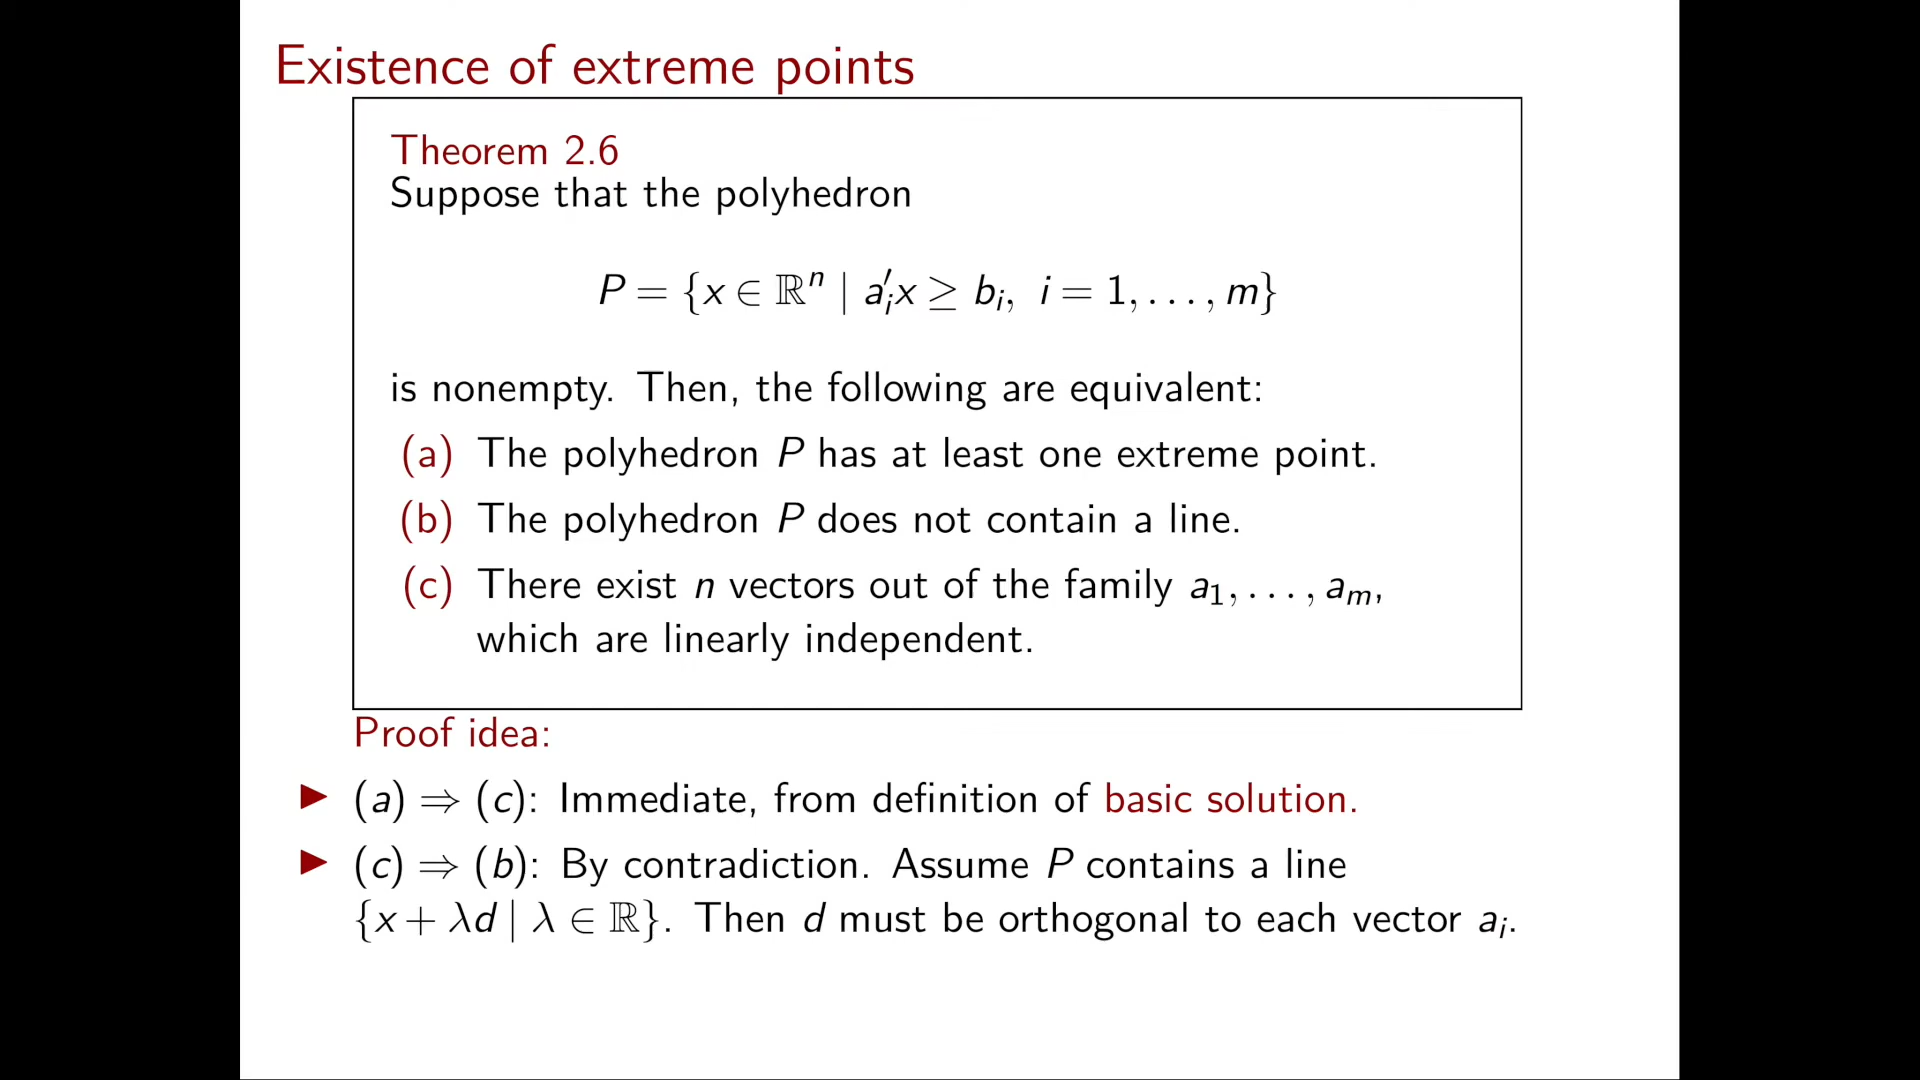 Existence of extreme points
Theorem 2.6
Suppose that the polyhedron
P = {x ∈ ℝⁿ | a′ᵢx ≥ bᵢ, i = 1, . . . , m}
is nonempty. Then, the following are equivalent:
(a) The polyhedron P has at least one extreme point.
(b) The polyhedron P does not contain a line.
(c) There exist n vectors out of the family a₁, . . . , aₘ,
which are linearly independent.
Proof idea:
▶ (a) ⇒ (c): Immediate, from definition of basic solution.
▶ (c) ⇒ (b): By contradiction. Assume P contains a line
{x + λd | λ ∈ ℝ}. Then d must be orthogonal to each vector aᵢ.